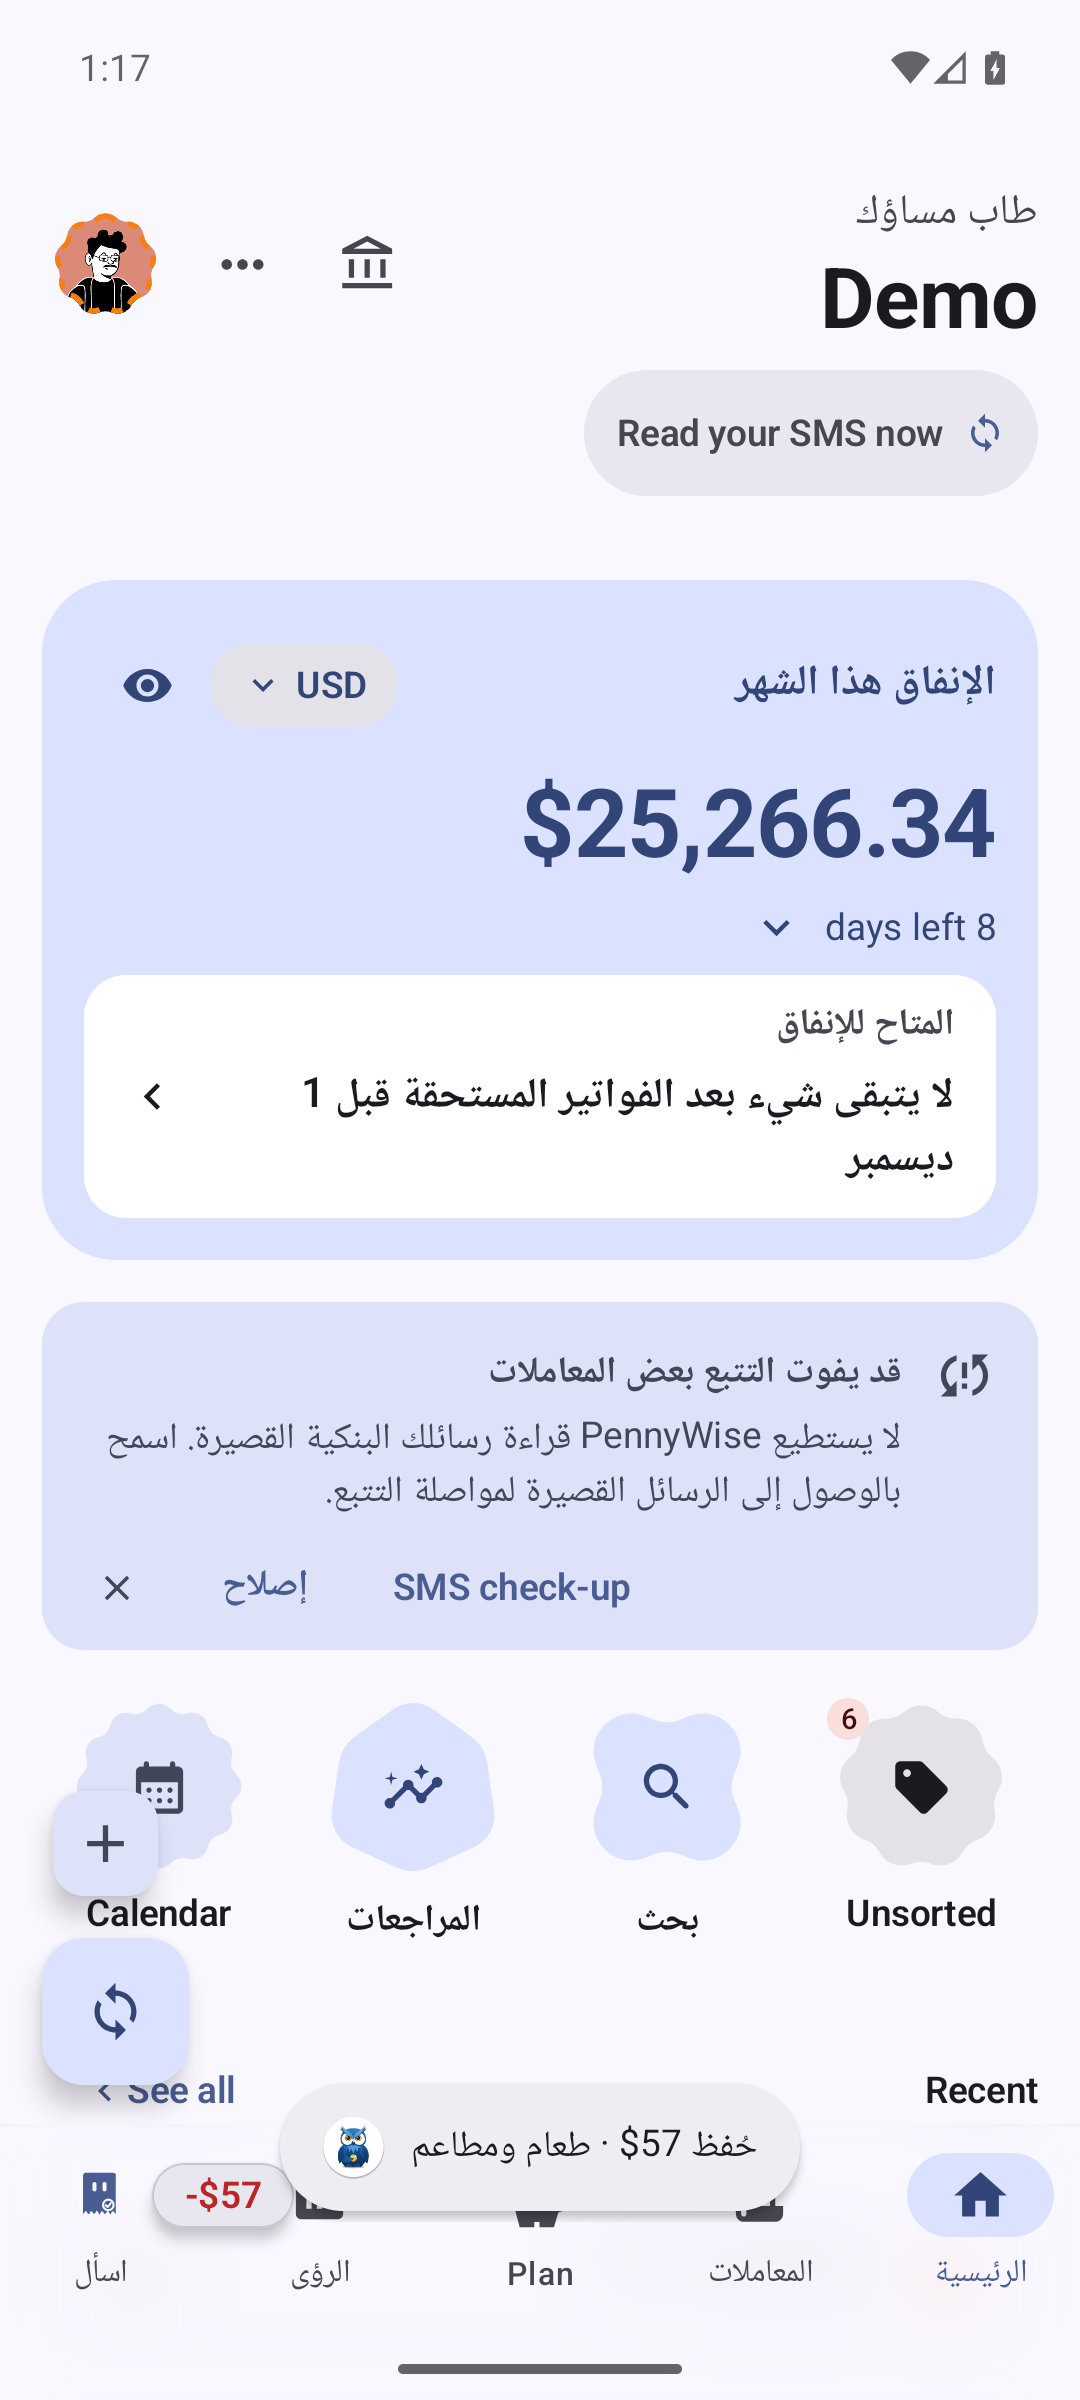 1:17
طاب مساؤك
Demo
Read your SMS now
الإنفاق هذا الشهر
USD
$25,266.34
days left 8
المتاح للإنفاق
لا يتبقى شيء بعد الفواتير المستحقة قبل 1
ديسمبر
قد يفوت التتبع بعض المعاملات
لا يستطيع PennyWise قراءة رسائلك البنكية القصيرة. اسمح
بالوصول إلى الرسائل القصيرة لمواصلة التتبع.
SMS check-up
إصلاح
6
Unsorted
بحث
المراجعات
Calendar
Recent
See all
حُفظ $57 · طعام ومطاعم
-$57
الرئيسية
المعاملات
Plan
الرؤى
اسأل